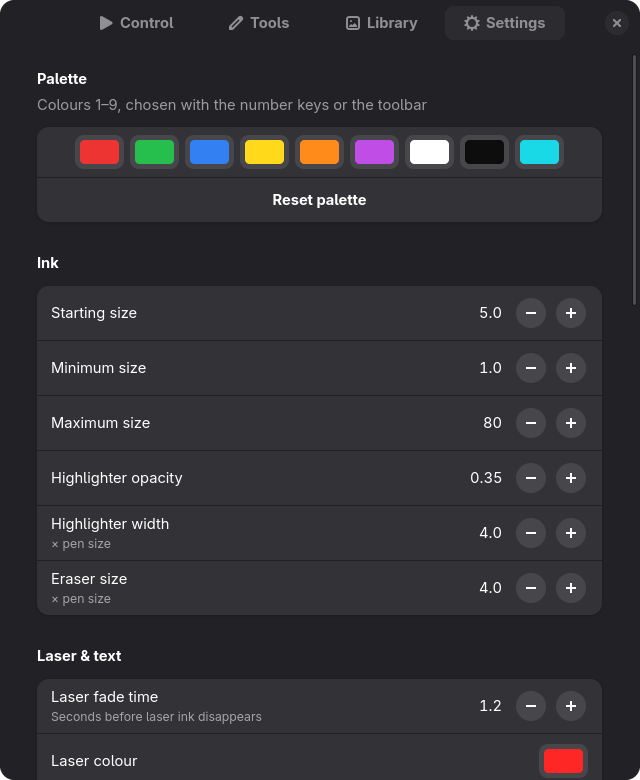 Control Tools Library Settings
Palette
Colours 1–9, chosen with the number keys or the toolbar
Reset palette
Ink
Starting size 5.0
Minimum size 1.0
Maximum size 80
Highlighter opacity 0.35
Highlighter width 4.0
× pen size
Eraser size 4.0
× pen size
Laser & text
Laser fade time 1.2
Seconds before laser ink disappears
Laser colour